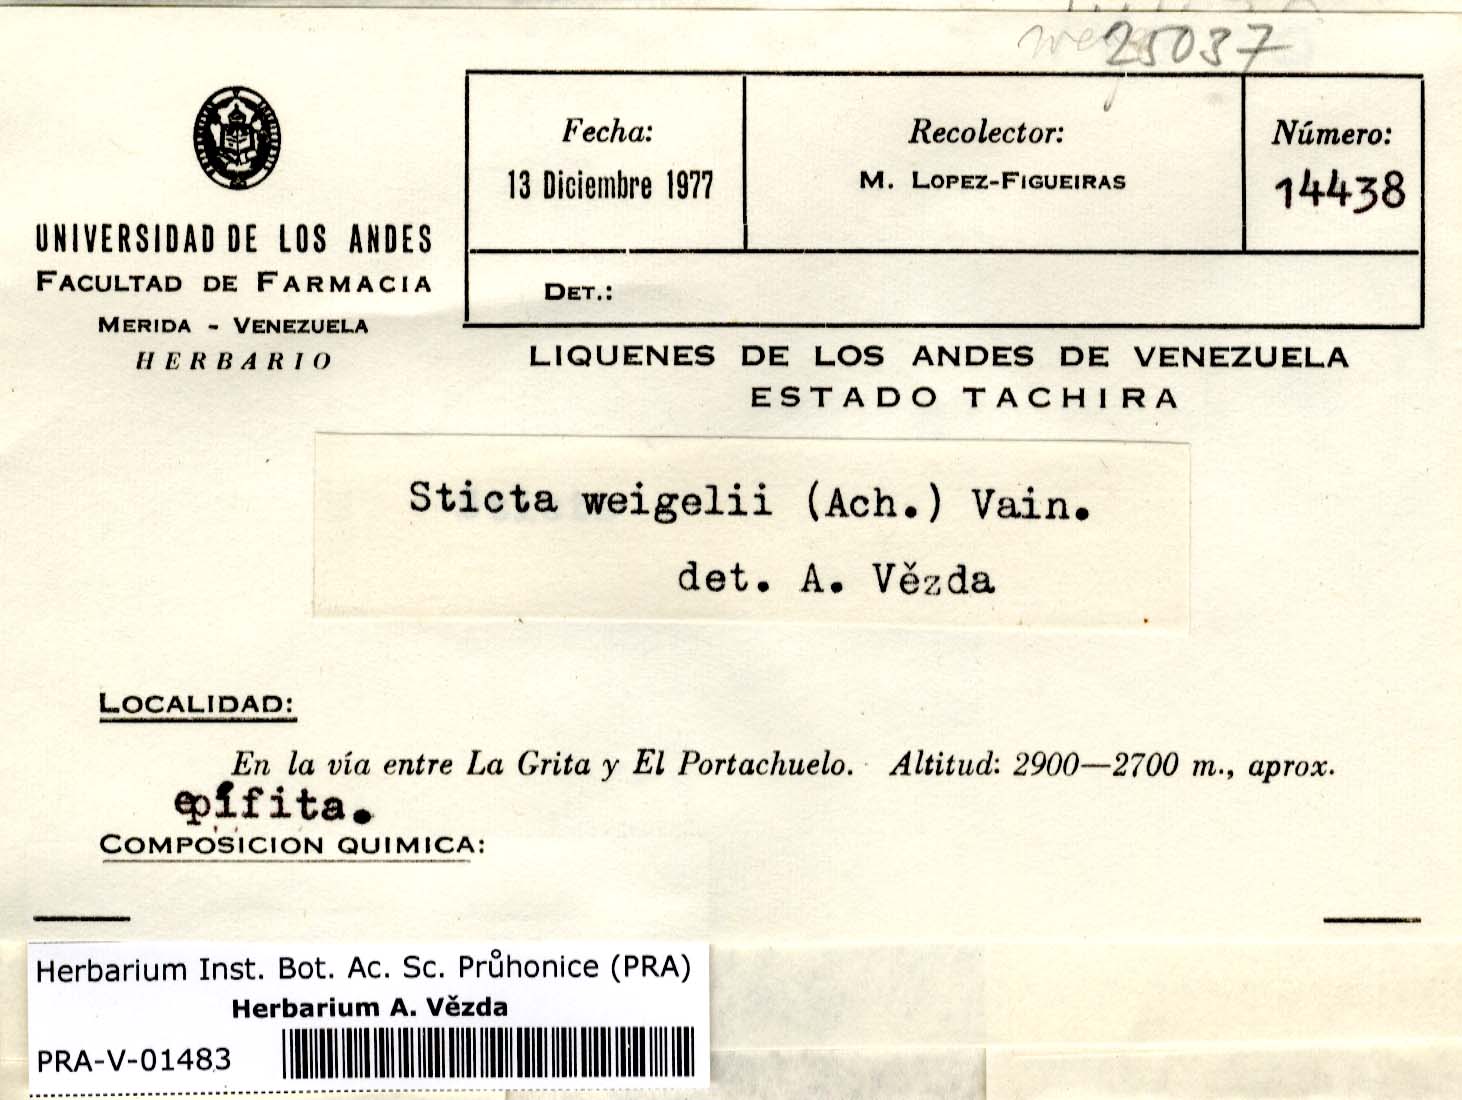 25037
UNIVERSIDAD DE LOS ANDES
FACULTAD DE FARMACIA
MERIDA - VENEZUELA
HERBARIO
Fecha:
13 Diciembre 1977
Recolector:
M. LOPEZ-FIGUEIRAS
Número:
14438
DET.:
LIQUENES DE LOS ANDES DE VENEZUELA
ESTADO TACHIRA
Sticta weigelii (Ach.) Vain.
det. A. Vězda
LOCALIDAD:
En la vía entre La Grita y El Portachuelo. Altitud: 2900—2700 m., aprox.
epífita.
COMPOSICION QUIMICA:
Herbarium Inst. Bot. Ac. Sc. Průhonice (PRA)
Herbarium A. Vězda
PRA-V-01483